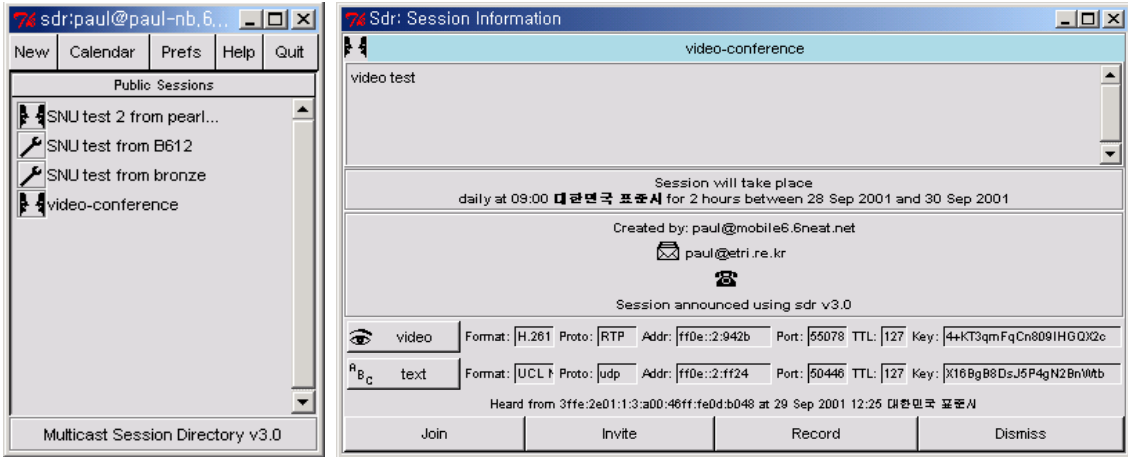 sdr:paul@paul-nb,6,...
New Calendar Prefs Help Quit
Public Sessions
SNU test 2 from pearl...
SNU test from B612
SNU test from bronze
video-conference
Multicast Session Directory v3.0
Sdr: Session Information
video-conference
video test
Session will take place
daily at 09:00 대한민국 표준시 for 2 hours between 28 Sep 2001 and 30 Sep 2001
Created by: paul@mobile6.6neat.net
paul@etri.re.kr
Session announced using sdr v3.0
video Format: H.261 Proto: RTP Addr: ff0e::2:942b Port: 55078 TTL: 127 Key: 4+KT3qmFqCn809IHGQX2c
ABC text Format: UCL Proto: udp Addr: ff0e::2:ff24 Port: 50446 TTL: 127 Key: X16BgB8DsJ5P4gN2BnWtb
Heard from 3ffe:2e01:1:3:a00:46ff:fe0d:b048 at 29 Sep 2001 12:25 대한민국 표준시
Join Invite Record Dismiss